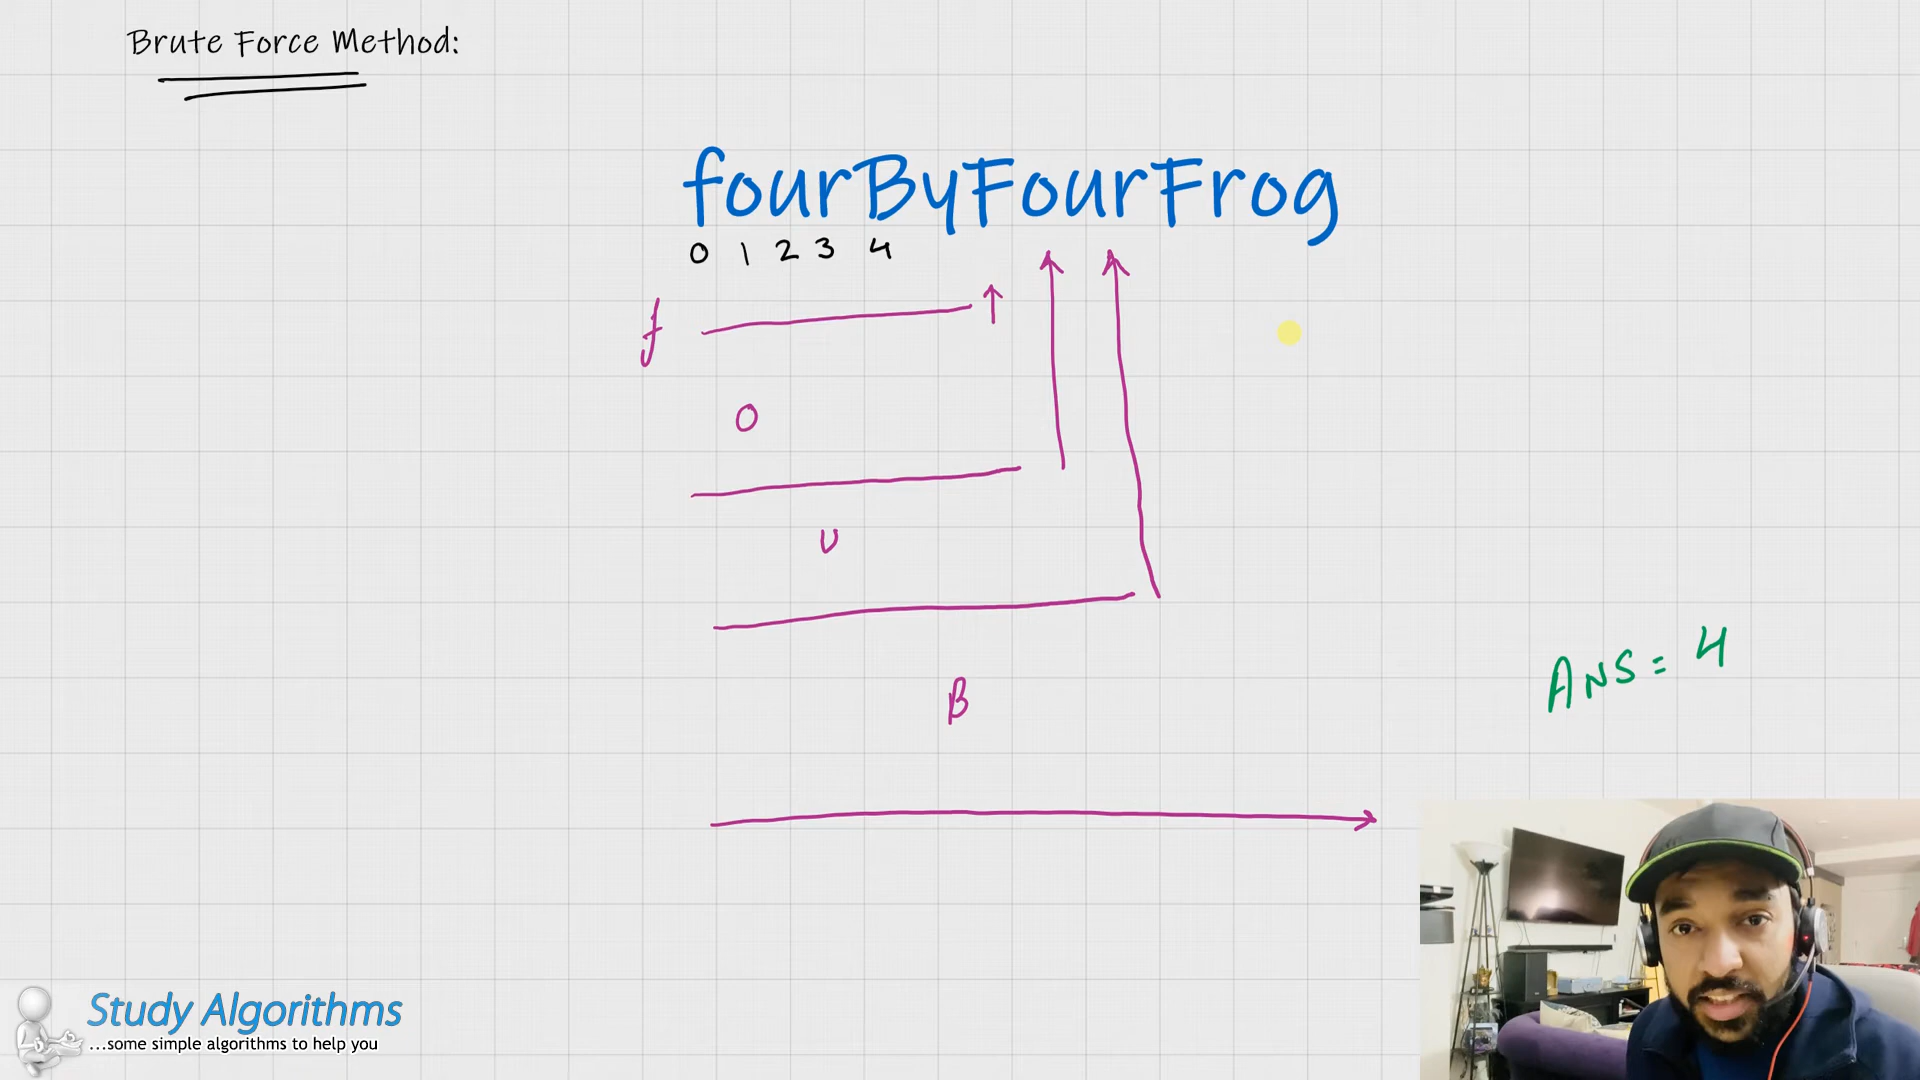 Brute Force Method:
fourByFourFrog
0 1 2 3 4
f
O
U
B
ANS = 4
Study Algorithms
...some simple algorithms to help you